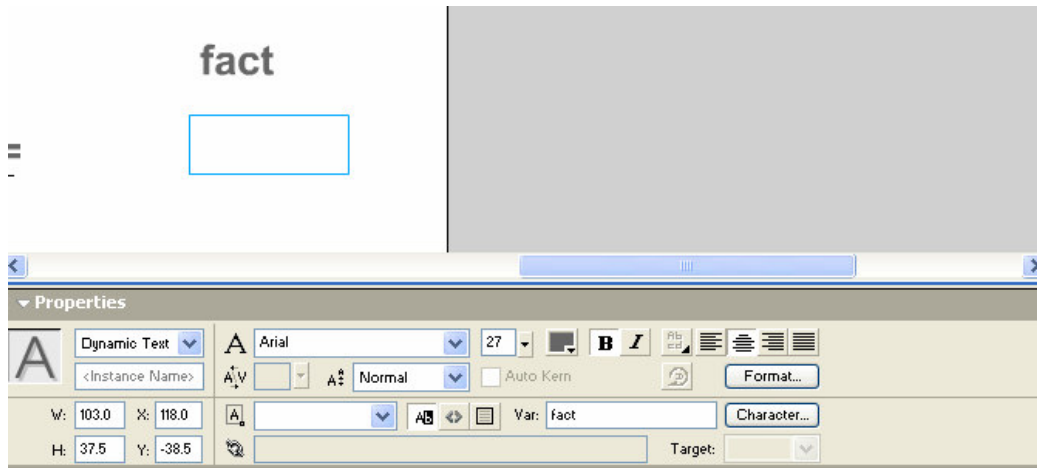 fact
=
Properties
A Dynamic Text A Arial 27 B I
<Instance Name> A V Normal Auto Kern Format...
W: 103.0 X: 118.0 Var: fact Character...
H: 37.5 Y: -38.5 Target: